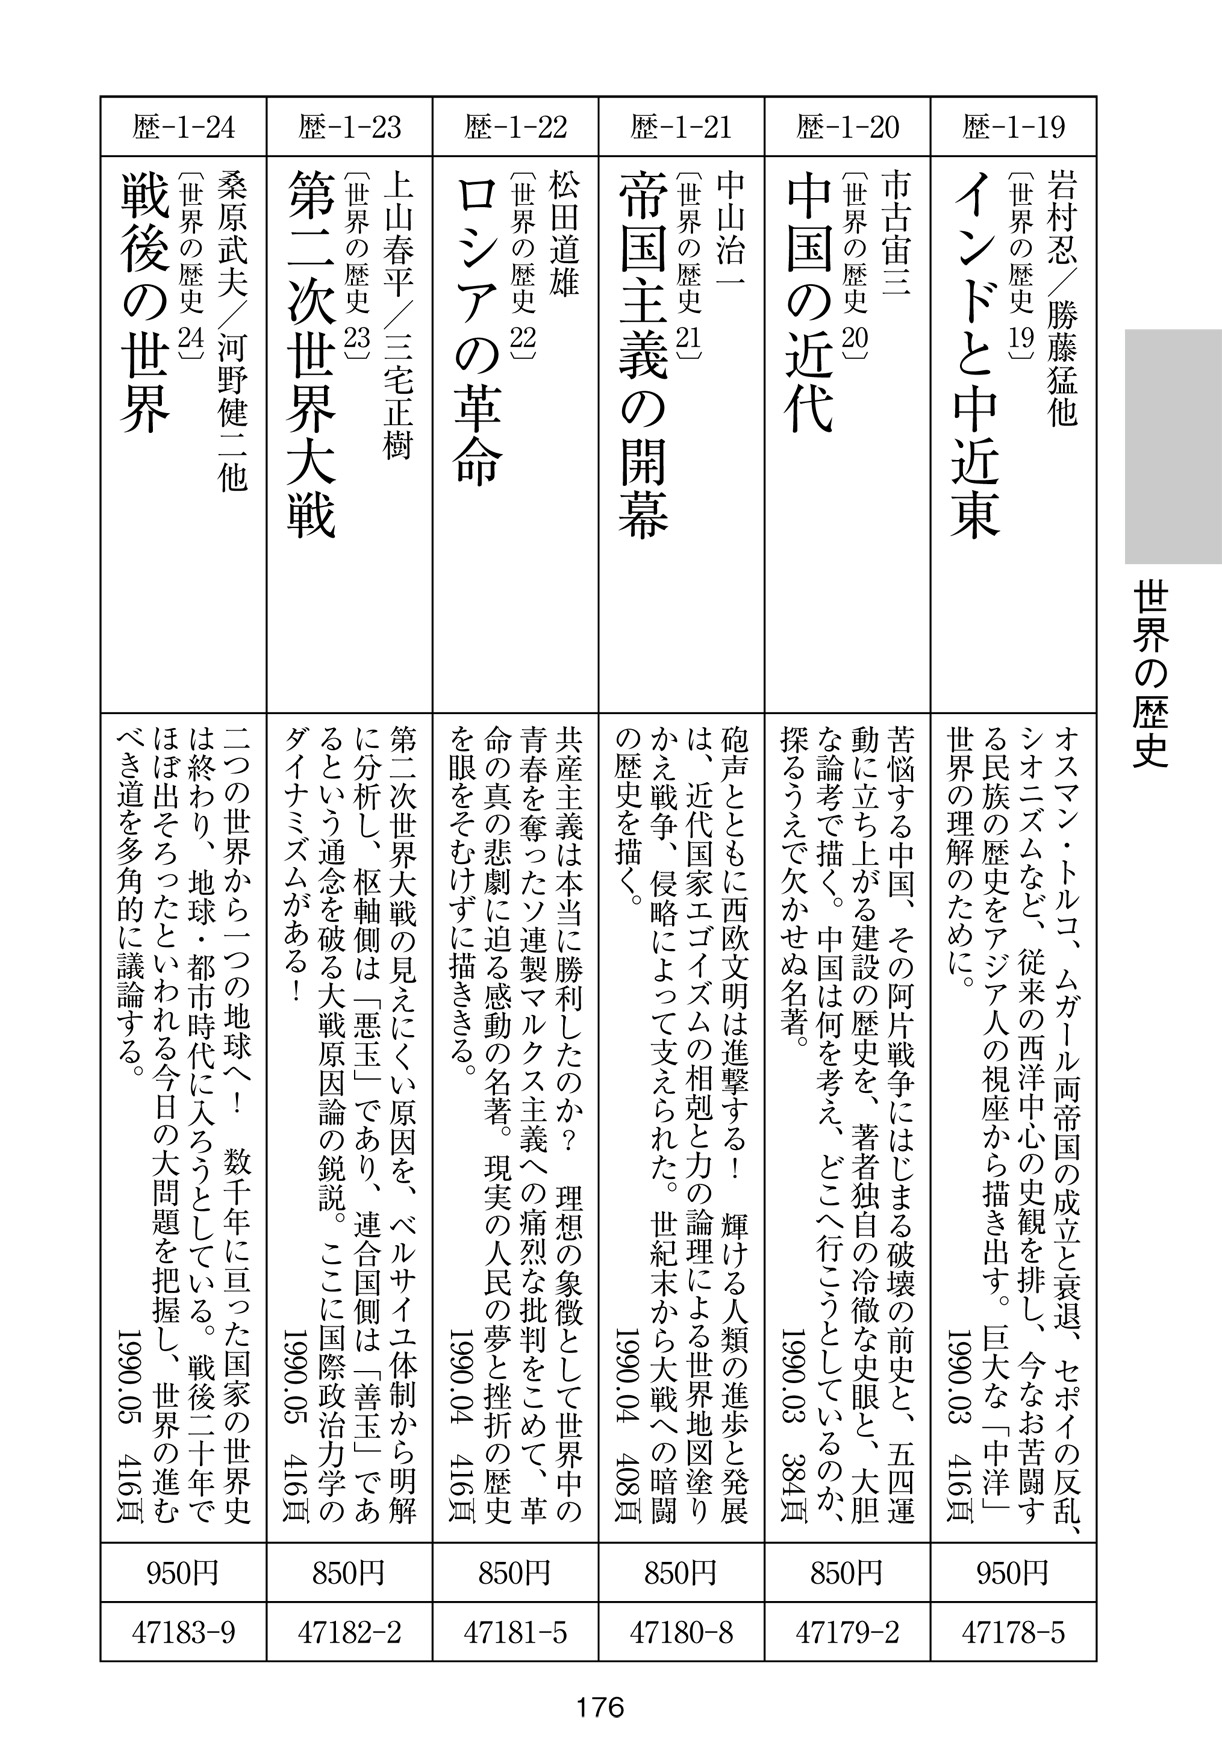 世界の歴史
歴-1-19
岩村忍／勝藤猛他
〔世界の歴史 19〕
インドと中近東
オスマン・トルコ、ムガール両帝国の成立と衰退、セポイの反乱、
シオニズムなど、従来の西洋中心の史観を排し、今なお苦闘す
る民族の歴史をアジア人の視座から描き出す。巨大な「中洋」
世界の理解のために。
1990.03 416頁
950円
47178-5
歴-1-20
市古宙三
〔世界の歴史 20〕
中国の近代
苦悩する中国、その阿片戦争にはじまる破壊の前史と、五四運
動に立ち上がる建設の歴史を、著者独自の冷徹な史眼と、大胆
な論考で描く。中国は何を考え、どこへ行こうとしているのか、
探るうえで欠かせぬ名著。
1990.03 384頁
850円
47179-2
歴-1-21
中山治一
〔世界の歴史 21〕
帝国主義の開幕
砲声とともに西欧文明は進撃する！ 輝ける人類の進歩と発展
は、近代国家エゴイズムの相剋と力の論理による世界地図塗り
かえ戦争、侵略によって支えられた。世紀末から大戦への暗闘
の歴史を描く。
1990.04 408頁
850円
47180-8
歴-1-22
松田道雄
〔世界の歴史 22〕
ロシアの革命
共産主義は本当に勝利したのか？ 理想の象徴として世界中の
青春を奪ったソ連製マルクス主義への痛烈な批判をこめて、革
命の真の悲劇に迫る感動の名著。現実の人民の夢と挫折の歴史
を眼をそむけずに描ききる。
1990.04 416頁
850円
47181-5
歴-1-23
上山春平／三宅正樹
〔世界の歴史 23〕
第二次世界大戦
第二次世界大戦の見えにくい原因を、ベルサイユ体制から明解
に分析し、枢軸側は「悪玉」であり、連合国側は「善玉」であ
るという通念を破る大戦原因論の鋭説。ここに国際政治力学の
ダイナミズムがある！
1990.05 416頁
850円
47182-2
歴-1-24
桑原武夫／河野健二他
〔世界の歴史 24〕
戦後の世界
二つの世界から一つの地球へ！ 数千年に亘った国家の世界史
は終わり、地球・都市時代に入ろうとしている。戦後二十年で
ほぼ出そろったといわれる今日の大問題を把握し、世界の進む
べき道を多角的に議論する。
1990.05 416頁
950円
47183-9
176